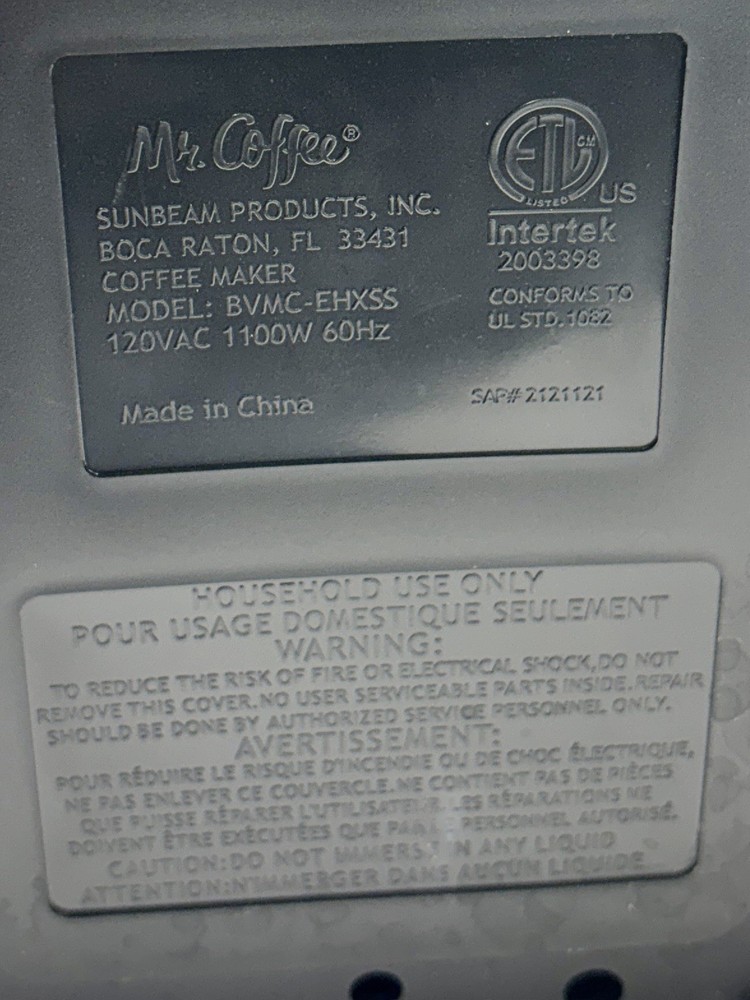 Mr. Coffee®
SUNBEAM PRODUCTS, INC.
BOCA RATON, FL 33431
COFFEE MAKER
MODEL: BVMC-EHXSS
120VAC 1100W 60Hz
Made in China
ETL CM
LISTED US
Intertek
2003398
CONFORMS TO
UL STD.1082
SAP# 2121121
HOUSEHOLD USE ONLY
POUR USAGE DOMESTIQUE SEULEMENT
WARNING:
TO REDUCE THE RISK OF FIRE OR ELECTRICAL SHOCK,DO NOT
REMOVE THIS COVER.NO USER SERVICEABLE PARTS INSIDE.REPAIR
SHOULD BE DONE BY AUTHORIZED SERVICE PERSONNEL ONLY.
AVERTISSEMENT:
POUR RÉDUIRE LE RISQUE D'INCENDIE OU DE CHOC ÉLECTRIQUE,
NE PAS ENLEVER CE COUVERCLE.NE CONTIENT PAS DE PIÈCES
QUE PUISSE RÉPARER L'UTILISATEUR. LES RÉPARATIONS NE
DOIVENT ÊTRE EXÉCUTÉES QUE PERSONNEL AUTORISÉ.
CAUTION:DO NOT IMMERSE IN ANY LIQUID
ATTENTION:N'IMMERGER DANS AUCUN LIQUIDE